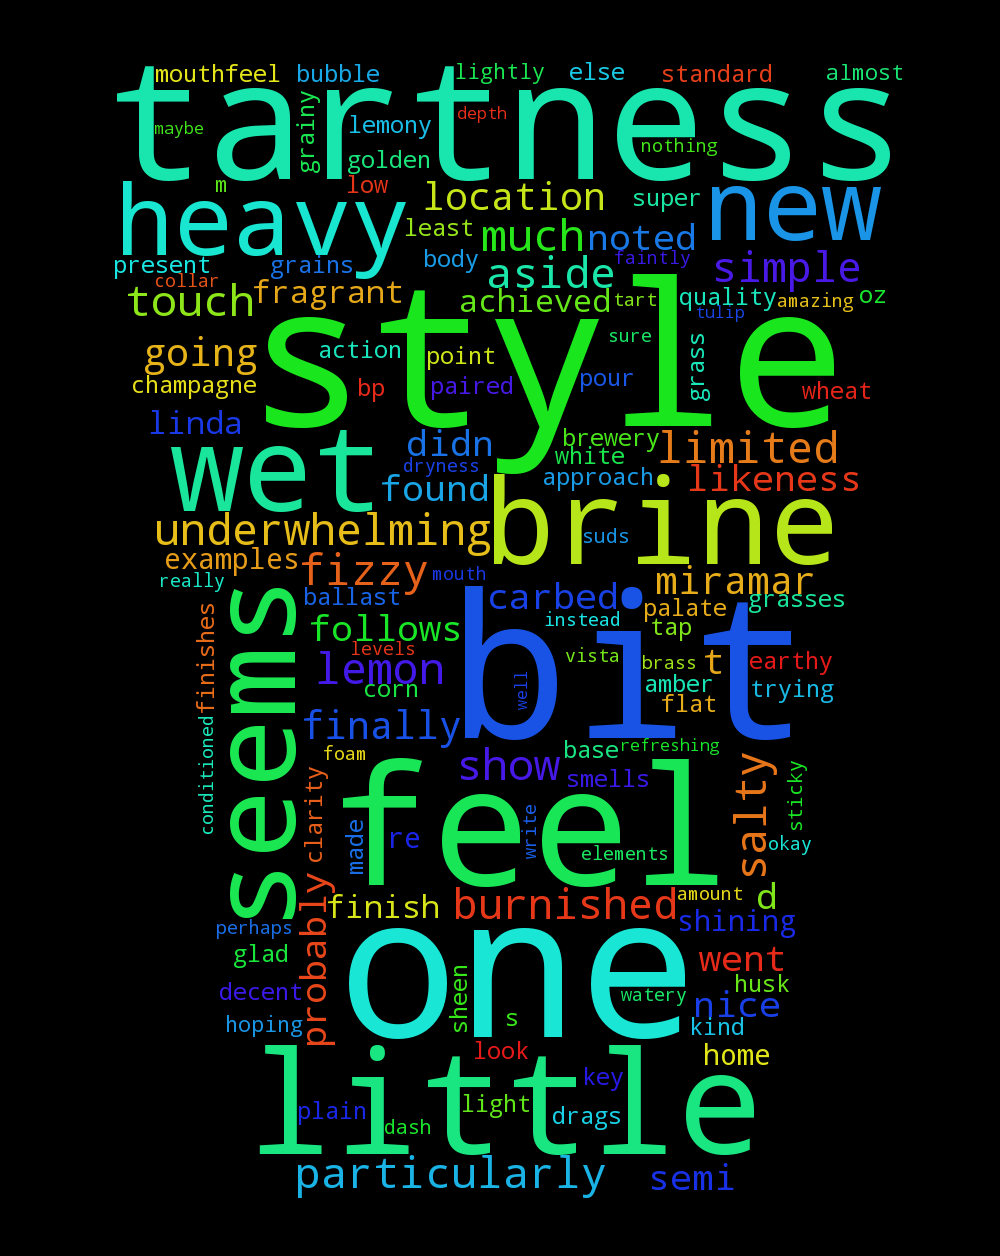 mouthfeel bubble lightly else standard almost
tartness
maybe grainy lemony depth nothing
golden
m low location super new
heavy least much noted
present grains body aside faintly simple
collar fragrant achieved tart quality amazing oz
touch style tulip
going action point sure grass
champagne bp paired pour wheat
linda didn brewery limited
wet dryness white likeness
found approach
underwhelming brine suds
examples fizzy mouth miramar
really ballast carbed palate grasses
finishes follows instead tap
seems levels bit vista brass t earthy
lemon corn well amber trying
finally flat
conditioned foam show base refreshing
clarity feel smells salty sticky
made re write elements okay
probably finish burnished amount d
perhaps shining
glad one went
decent sheen watery husk
hoping s nice kind
look home
little key
plain dash light drags
particularly semi